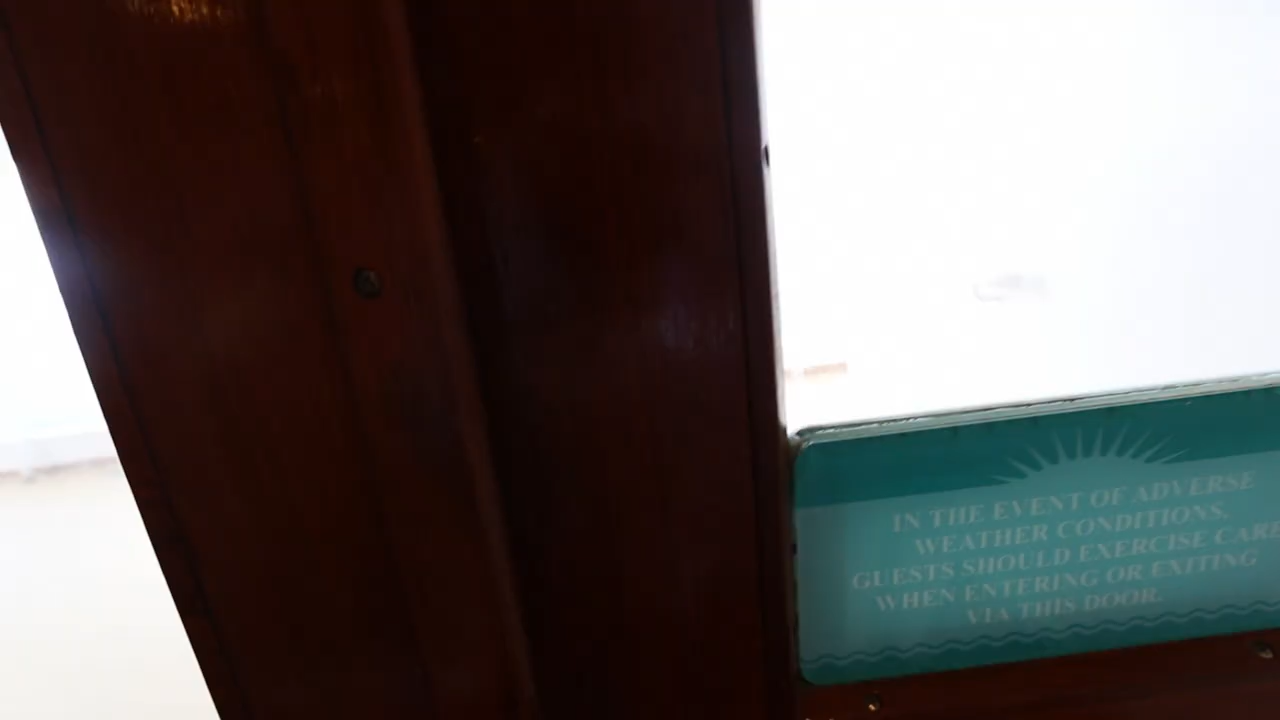 IN THE EVENT OF ADVERSE
WEATHER CONDITIONS,
GUESTS SHOULD EXERCISE CARE
WHEN ENTERING OR EXITING
VIA THIS DOOR.